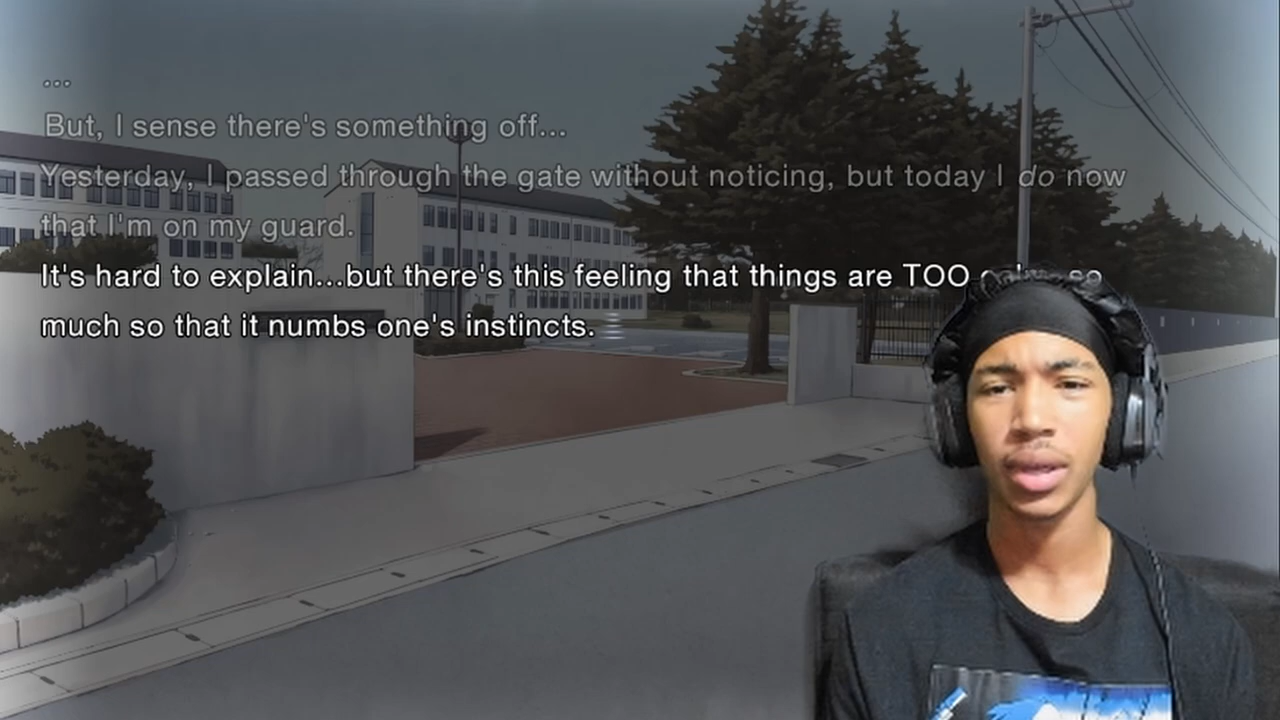 ...
But, I sense there's something off...
Yesterday, I passed through the gate without noticing, but today I do now
that I'm on my guard.
It's hard to explain...but there's this feeling that things are TOO so
much so that it numbs one's instincts.